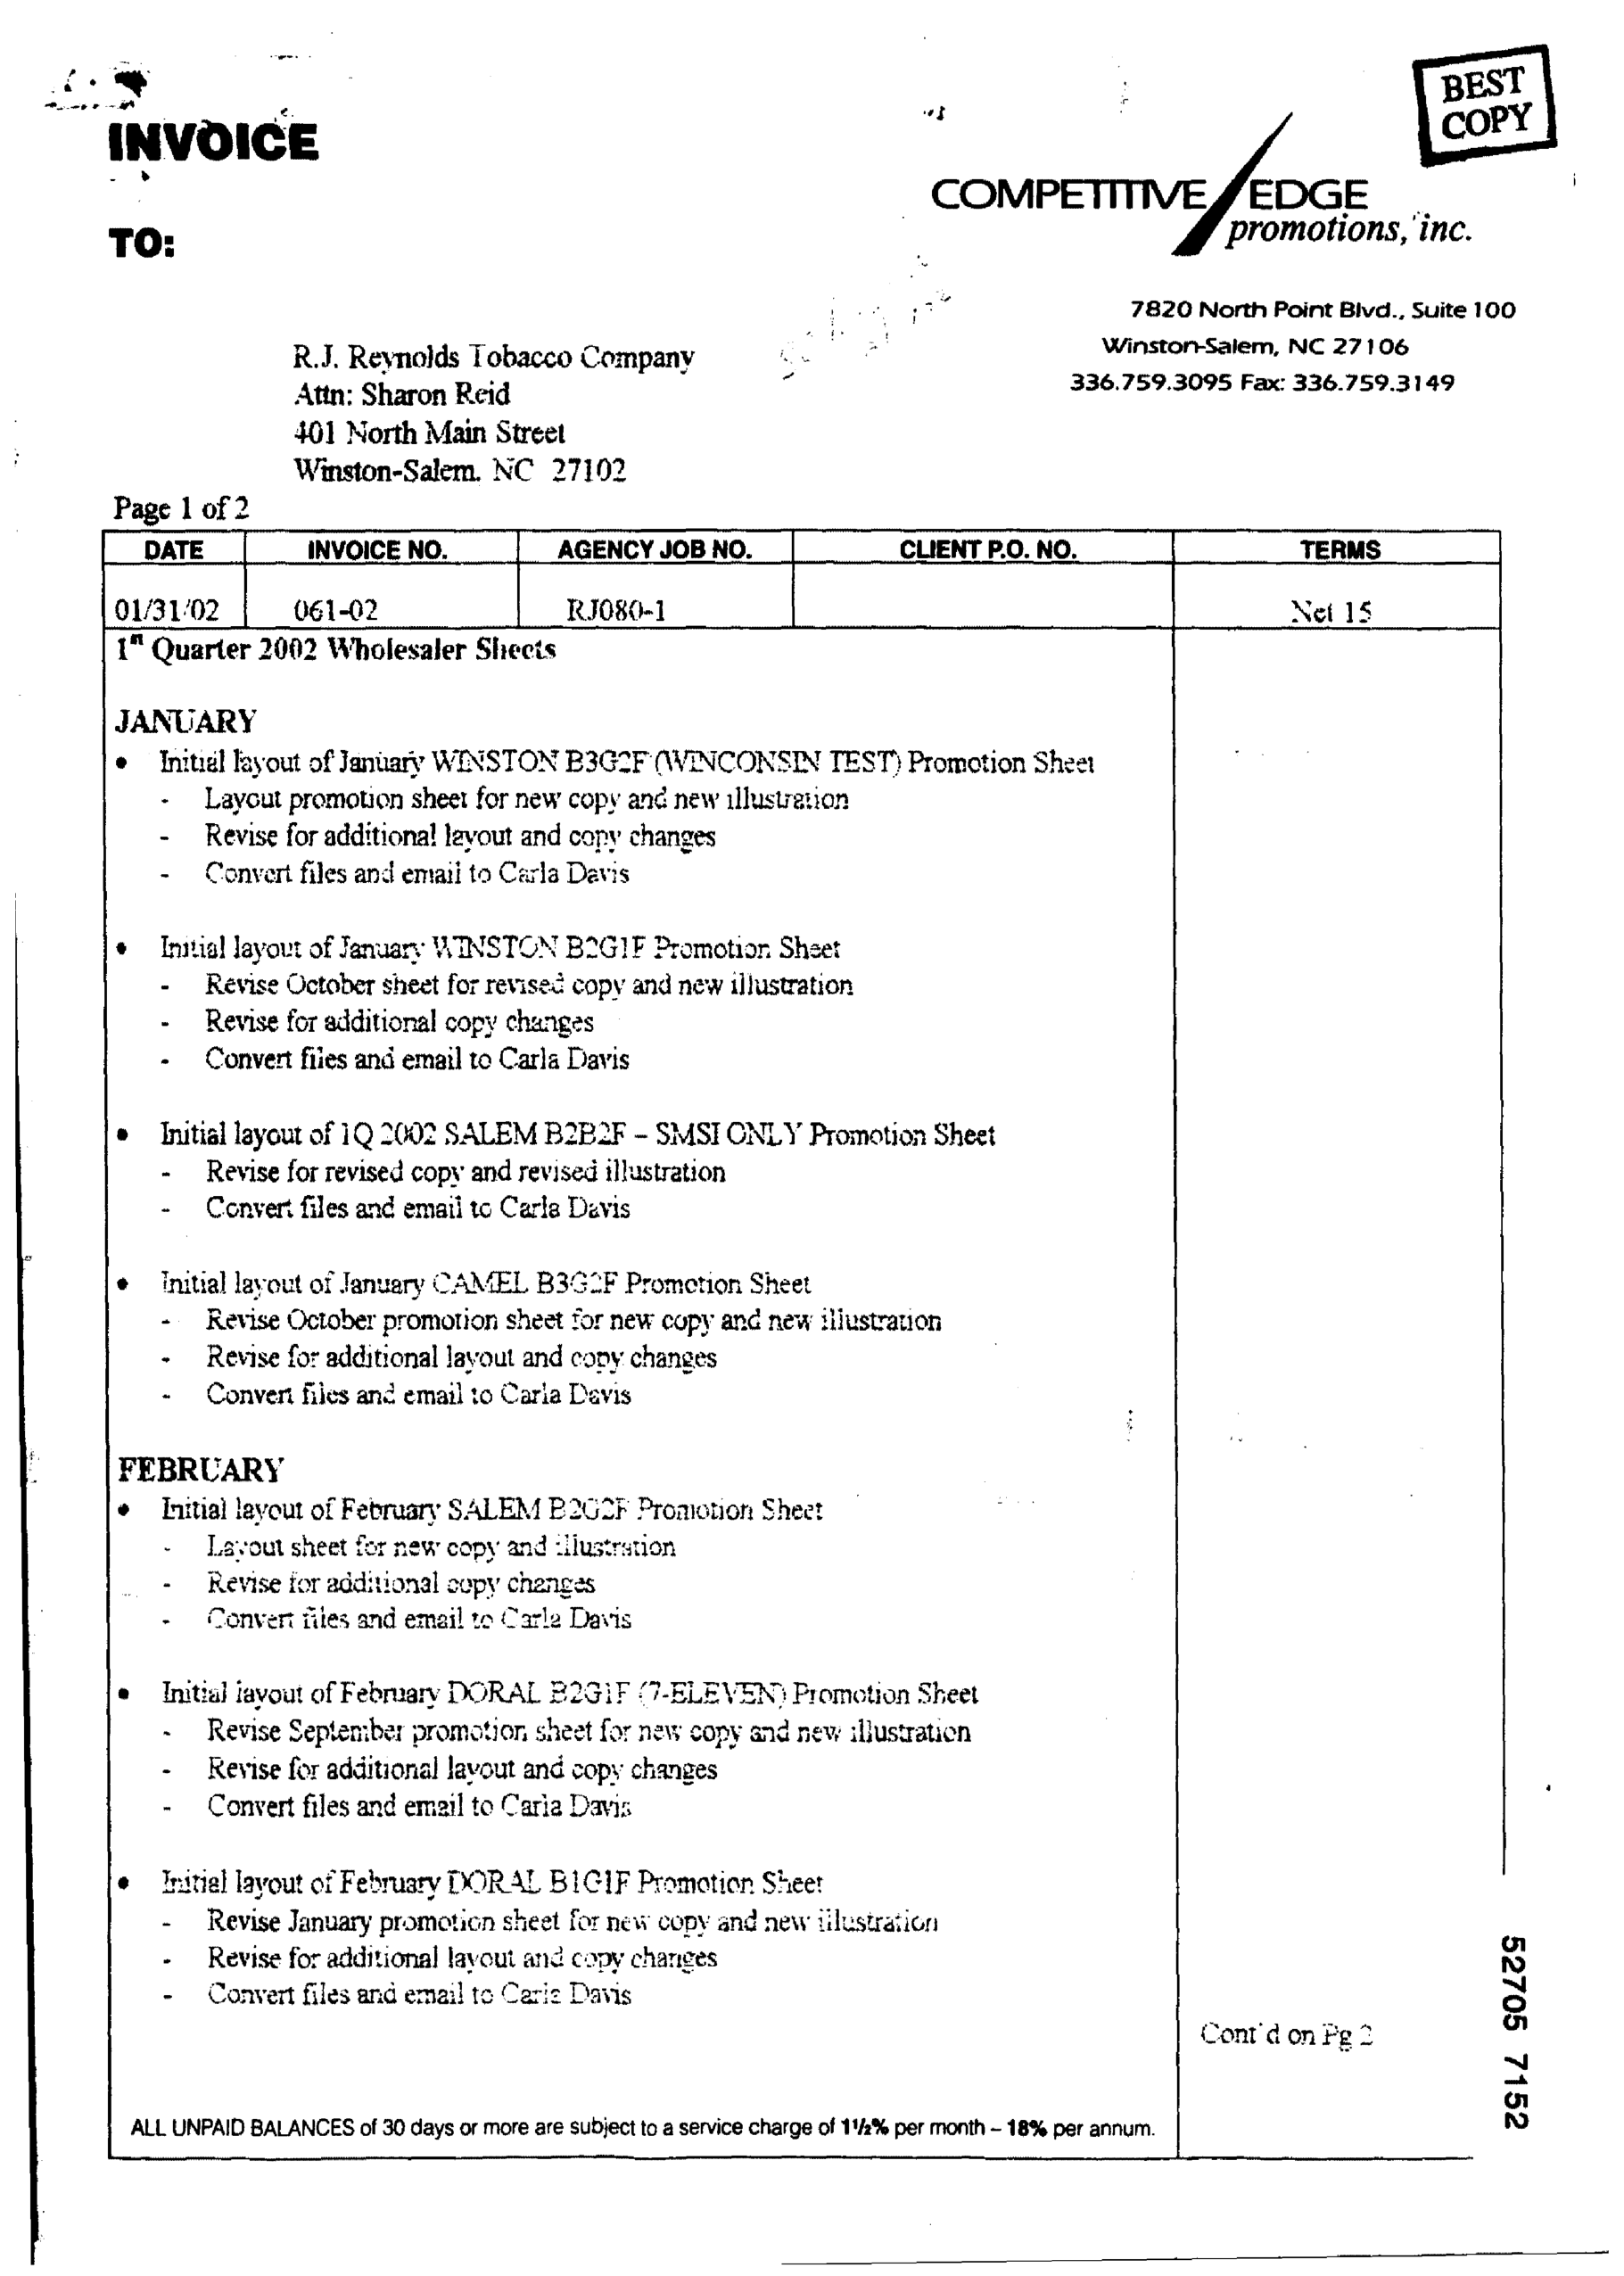 BEST
COPY
INVOICE
COMPETITIVE EDGE
promotions, inc.
TO:
7820 North Point Blvd., Suite 100
Winston-Salem, NC 27106
336.759.3095 Fax: 336.759.3149
R.J. Reynolds Tobacco Company
Attn: Sharon Reid
401 North Main Street
Winston-Salem, NC 27102
Page 1 of 2
DATE INVOICE NO. AGENCY JOB NO. CLIENT P.O. NO. TERMS
01/31/02 061-02 RJ080-1 Net 15
1st Quarter 2002 Wholesaler Sheets
JANUARY
• Initial layout of January WINSTON B3G2F (WINCONSIN TEST) Promotion Sheet
- Layout promotion sheet for new copy and new illustration
- Revise for additional layout and copy changes
- Convert files and email to Carla Davis
• Initial layout of January WINSTON B2G1F Promotion Sheet
- Revise October sheet for revised copy and new illustration
- Revise for additional copy changes
- Convert files and email to Carla Davis
• Initial layout of 1Q 2002 SALEM B2B2F – SMSI ONLY Promotion Sheet
- Revise for revised copy and revised illustration
- Convert files and email to Carla Davis
• Initial layout of January CAMEL B3G2F Promotion Sheet
- Revise October promotion sheet for new copy and new illustration
- Revise for additional layout and copy changes
- Convert files and email to Carla Davis
FEBRUARY
• Initial layout of February SALEM B2G2F Promotion Sheet
- Layout sheet for new copy and illustration
- Revise for additional copy changes
- Convert files and email to Carla Davis
• Initial layout of February DORAL B2G1F (7-ELEVEN) Promotion Sheet
- Revise September promotion sheet for new copy and new illustration
- Revise for additional layout and copy changes
- Convert files and email to Carla Davis
• Initial layout of February DORAL B1G1F Promotion Sheet
- Revise January promotion sheet for new copy and new illustration
- Revise for additional layout and copy changes
- Convert files and email to Carla Davis
Cont'd on Pg 2
ALL UNPAID BALANCES of 30 days or more are subject to a service charge of 1 1/2% per month – 18% per annum.
52705 7152